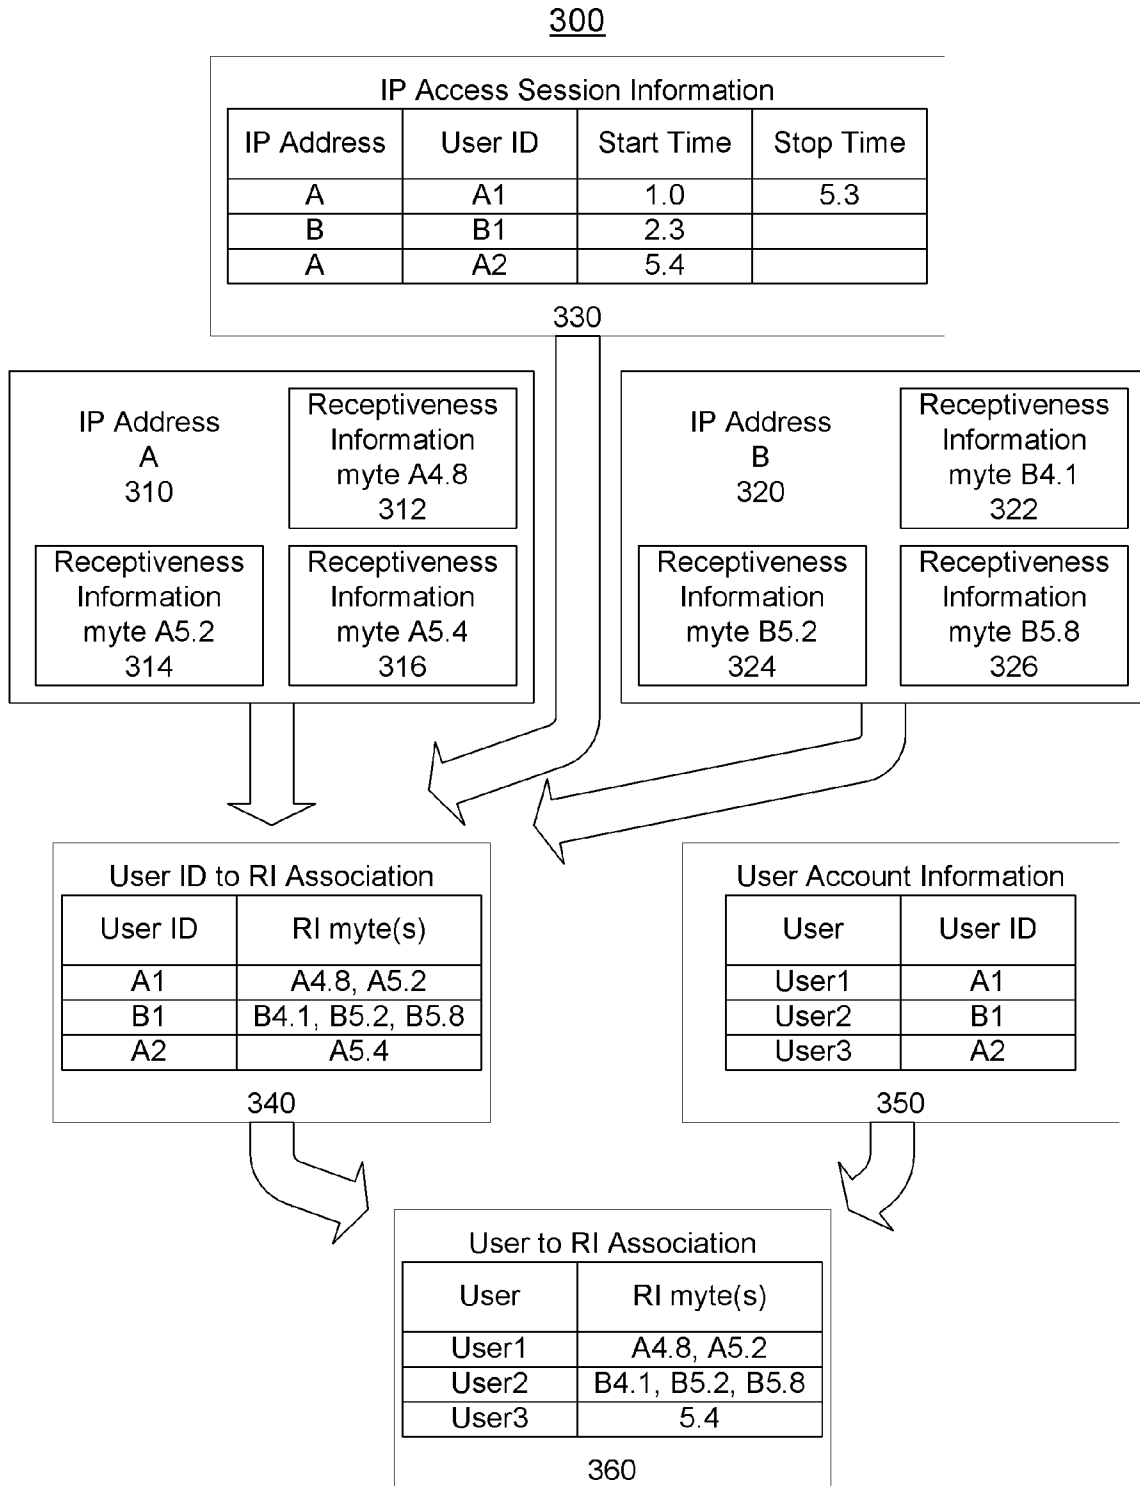 300
IP Access Session Information
IP Address User ID Start Time Stop Time
A A1 1.0 5.3
B B1 2.3
A A2 5.4
330
IP Address
A
310
Receptiveness
Information
myte A4.8
312
Receptiveness
Information
myte A5.2
314
Receptiveness
Information
myte A5.4
316
IP Address
B
320
Receptiveness
Information
myte B4.1
322
Receptiveness
Information
myte B5.2
324
Receptiveness
Information
myte B5.8
326
User ID to RI Association
User ID RI myte(s)
A1 A4.8, A5.2
B1 B4.1, B5.2, B5.8
A2 A5.4
340
User Account Information
User User ID
User1 A1
User2 B1
User3 A2
350
User to RI Association
User RI myte(s)
User1 A4.8, A5.2
User2 B4.1, B5.2, B5.8
User3 5.4
360